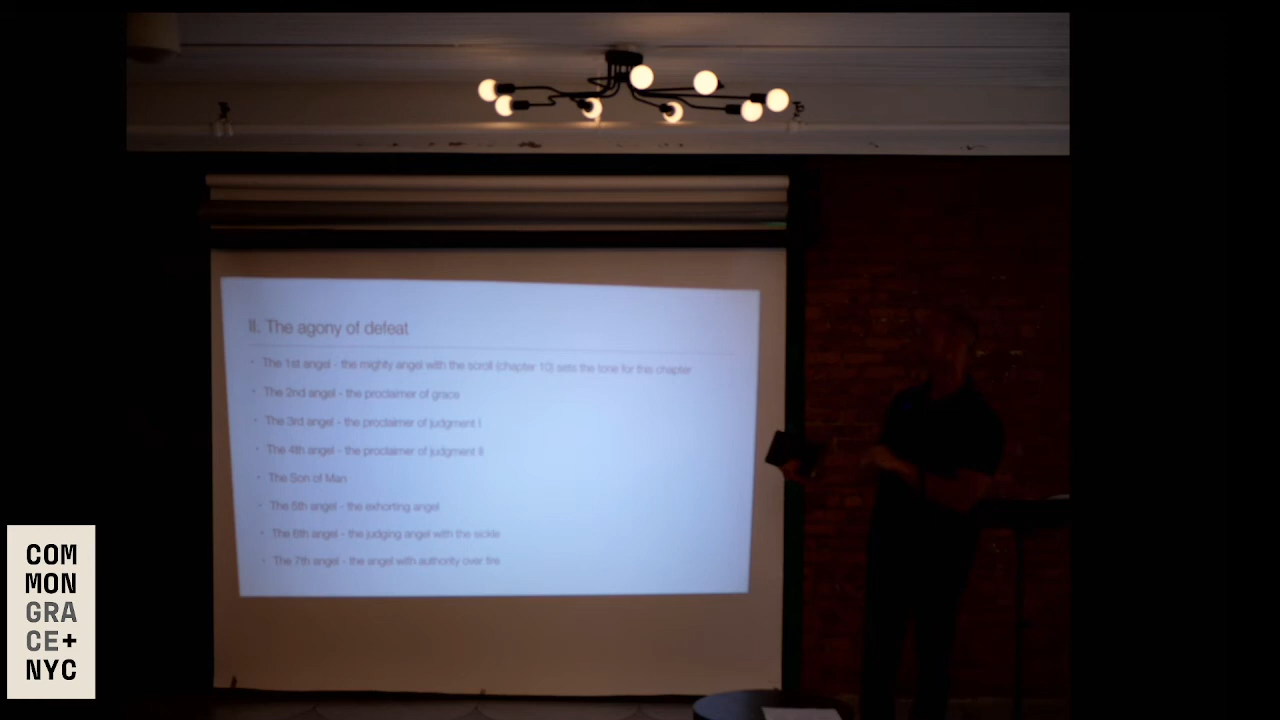 II. The agony of defeat
• The 1st angel - the mighty angel with the scroll (chapter 10) sets the tone for this chapter
• The 2nd angel - the proclaimer of grace
• The 3rd angel - the proclaimer of judgment I
• The 4th angel - the proclaimer of judgment II
• The Son of Man
• The 5th angel - the exhorting angel
• The 6th angel - the judging angel with the sickle
• The 7th angel - the angel with authority over fire
COM
MON
GRA
CE+
NYC